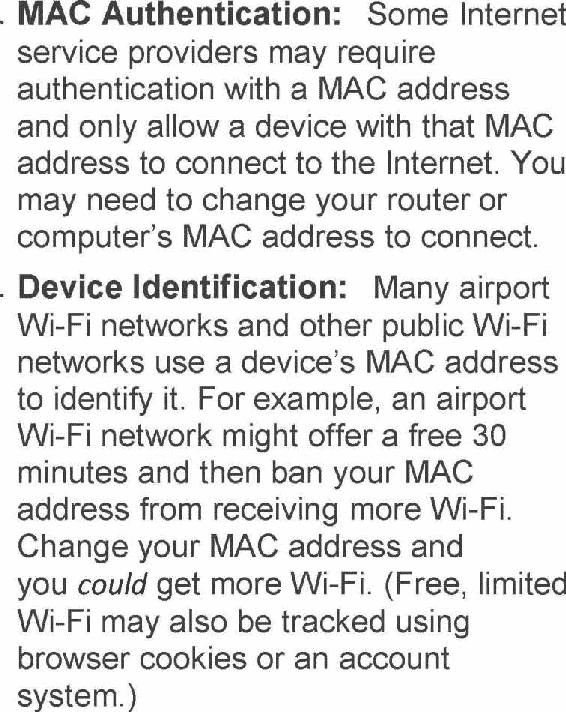 . MAC Authentication: Some Internet
service providers may require
authentication with a MAC address
and only allow a device with that MAC
address to connect to the Internet. You
may need to change your router or
computer's MAC address to connect.
. Device Identification: Many airport
Wi-Fi networks and other public Wi-Fi
networks use a device's MAC address
to identify it. For example, an airport
Wi-Fi network might offer a free 30
minutes and then ban your MAC
address from receiving more Wi-Fi.
Change your MAC address and
you could get more Wi-Fi. (Free, limited
Wi-Fi may also be tracked using
browser cookies or an account
system.)